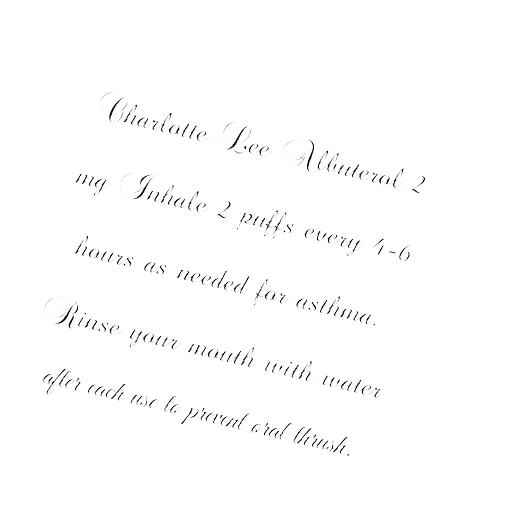 Charlotte Lee Albuterol 2
mg Inhale 2 puffs every 4-6
hours as needed for asthma.
Rinse your mouth with water
after each use to prevent oral thrush.